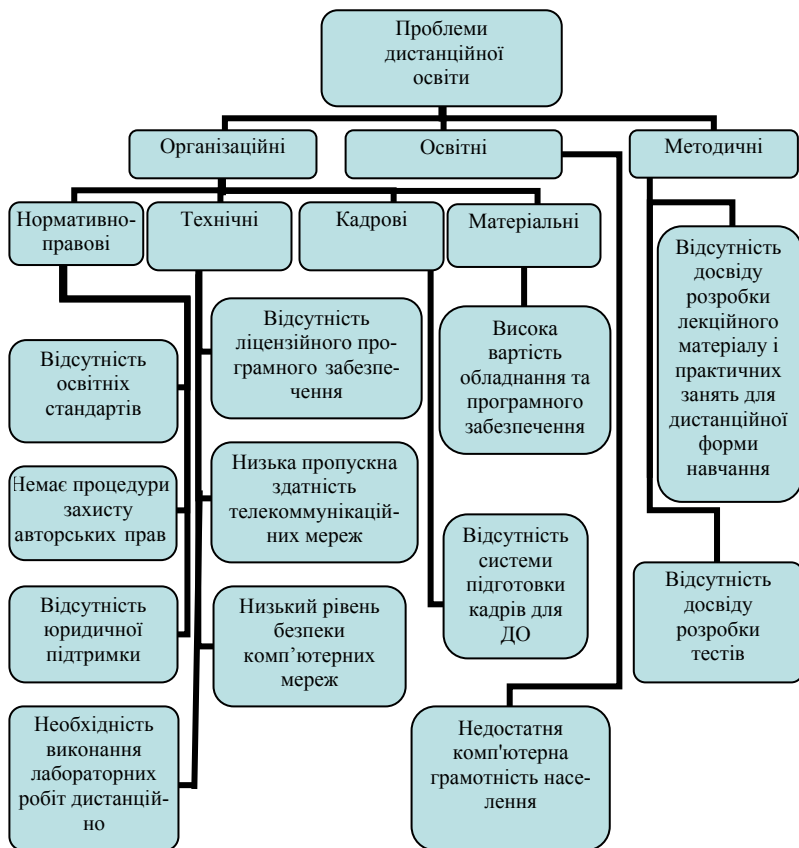 Проблеми
дистанційної
освіти
Організаційні
Освітні
Методичні
Нормативно-
правові
Технічні
Кадрові
Матеріальні
Відсутність
освітніх
стандартів
Немає процедури
захисту
авторських прав
Відсутність
юридичної
підтримки
Необхідність
виконання
лабораторних
робіт дистанцій-
но
Відсутність
ліцензійного про-
грамного забезпе-
чення
Низька пропускна
здатність
телекоммунікацій-
них мереж
Низький рівень
безпеки
комп’ютерних
мереж
Висока
вартість
обладнання та
програмного
забезпечення
Відсутність
системи
підготовки
кадрів для
ДО
Недостатня
комп'ютерна
грамотність насе-
лення
Відсутність
досвіду
розробки
лекційного
матеріалу і
практичних
занять для
дистанційної
форми
навчання
Відсутність
досвіду
розробки
тестів